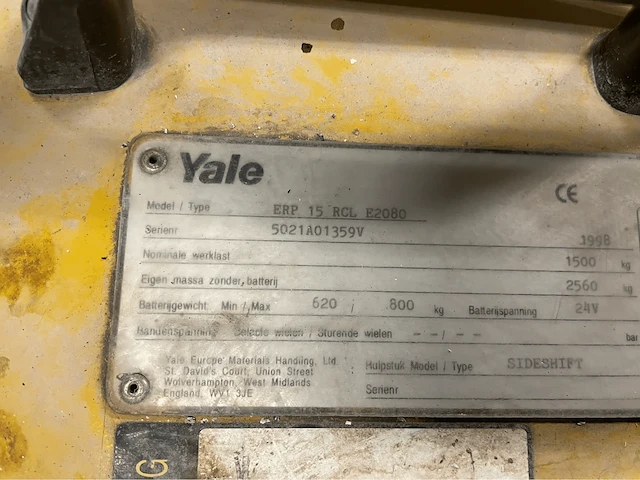 Yale
CE
Model / Type ERP 15 RCL E2080
Serienr 5021A01359V 1998
Nominale werklast 1500 kg
Eigen massa zonder batterij 2560 kg
Batterijgewicht Min / Max 620 / 800 kg Batterijspanning 24V
Bandenspanning wielen / Sturende wielen -- / -- bar
Yale Europe Materials Handling, Ltd.
St. David's Court, Union Street
Wolverhampton, West Midlands
England, WV1 3JE
Hulpstuk Model / Type SIDESHIFT
Serienr
G